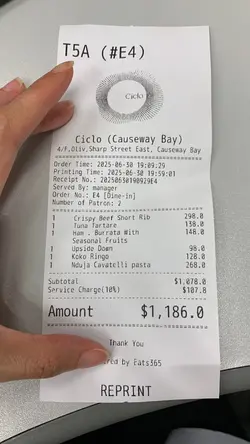 T5A (#E4)
Ciclo
Ciclo (Causeway Bay)
4/F,Oliv,Sharp Street East, Causeway Bay
Order Time: 2025-06-30 19:09:29
Printing Time: 2025-06-30 19:59:01
Receipt No.: 20250630190929E4
Served By: manager
Order No.: E4 [Dine-in]
Number of Patron: 2
1 Crispy Beef Short Rib 298.0
1 Tuna Tartare 138.0
1 Ham . Burrata With 148.0
Seasonal Fruits
1 Upside Down 98.0
1 Koko Ringo 128.0
1 Nduja Cavatelli pasta 268.0
Subtotal $1,078.0
Service Charge(10%) $107.8
Amount $1,186.0
Thank You
ered by Eats365
REPRINT